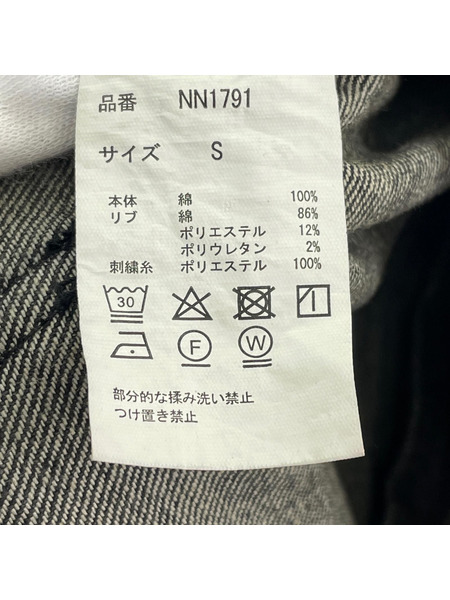 品番 NN1791
サイズ S
本体 綿 100%
リブ 綿 86%
ポリエステル 12%
ポリウレタン 2%
刺繍糸 ポリエステル 100%
30
F W
部分的な揉み洗い禁止
つけ置き禁止